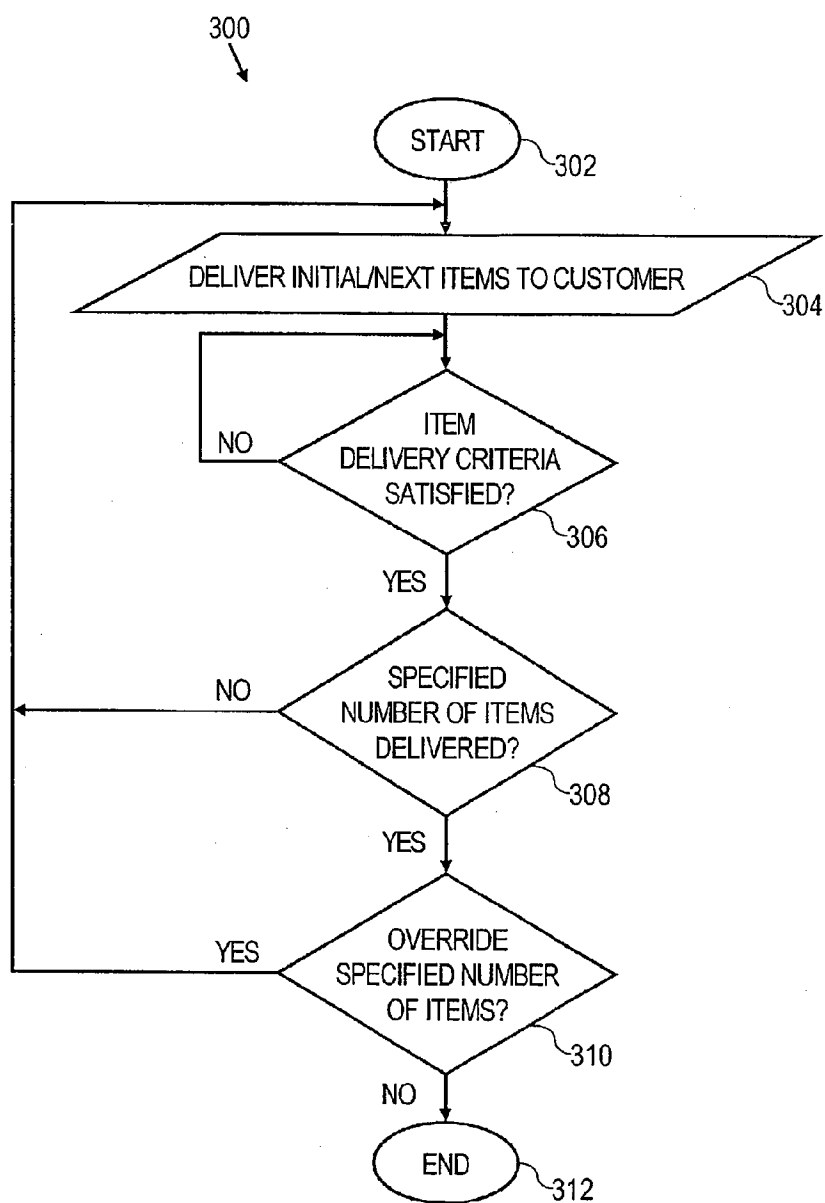 300
START
302
DELIVER INITIAL/NEXT ITEMS TO CUSTOMER
304
NO
ITEM
DELIVERY CRITERIA
SATISFIED?
306
YES
NO
SPECIFIED
NUMBER OF ITEMS
DELIVERED?
308
YES
YES
OVERRIDE
SPECIFIED NUMBER
OF ITEMS?
310
NO
END
312